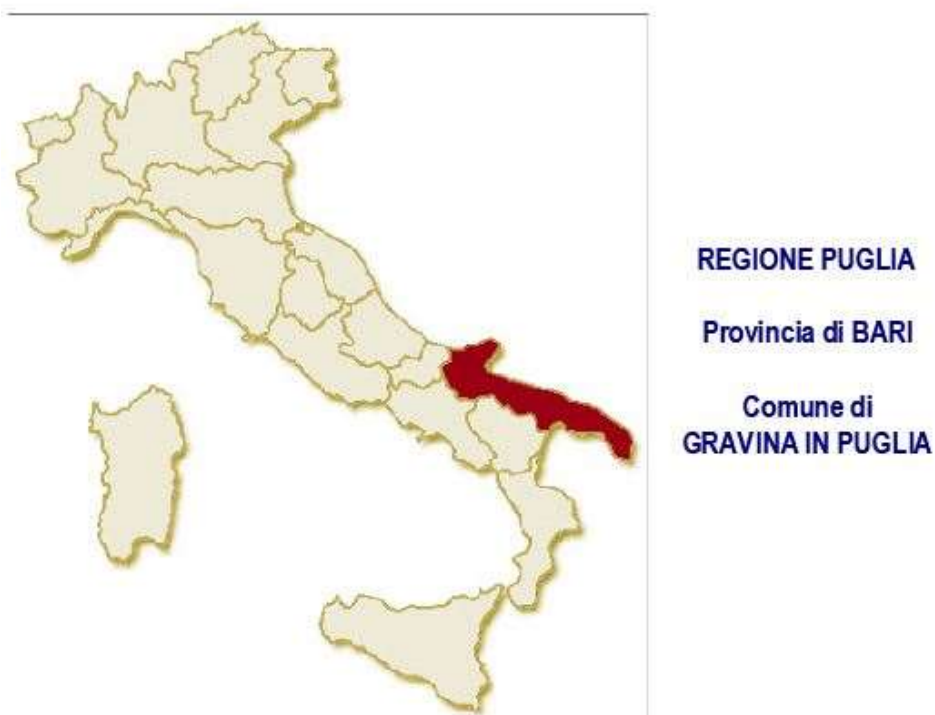 REGIONE PUGLIA
Provincia di BARI
Comune di
GRAVINA IN PUGLIA